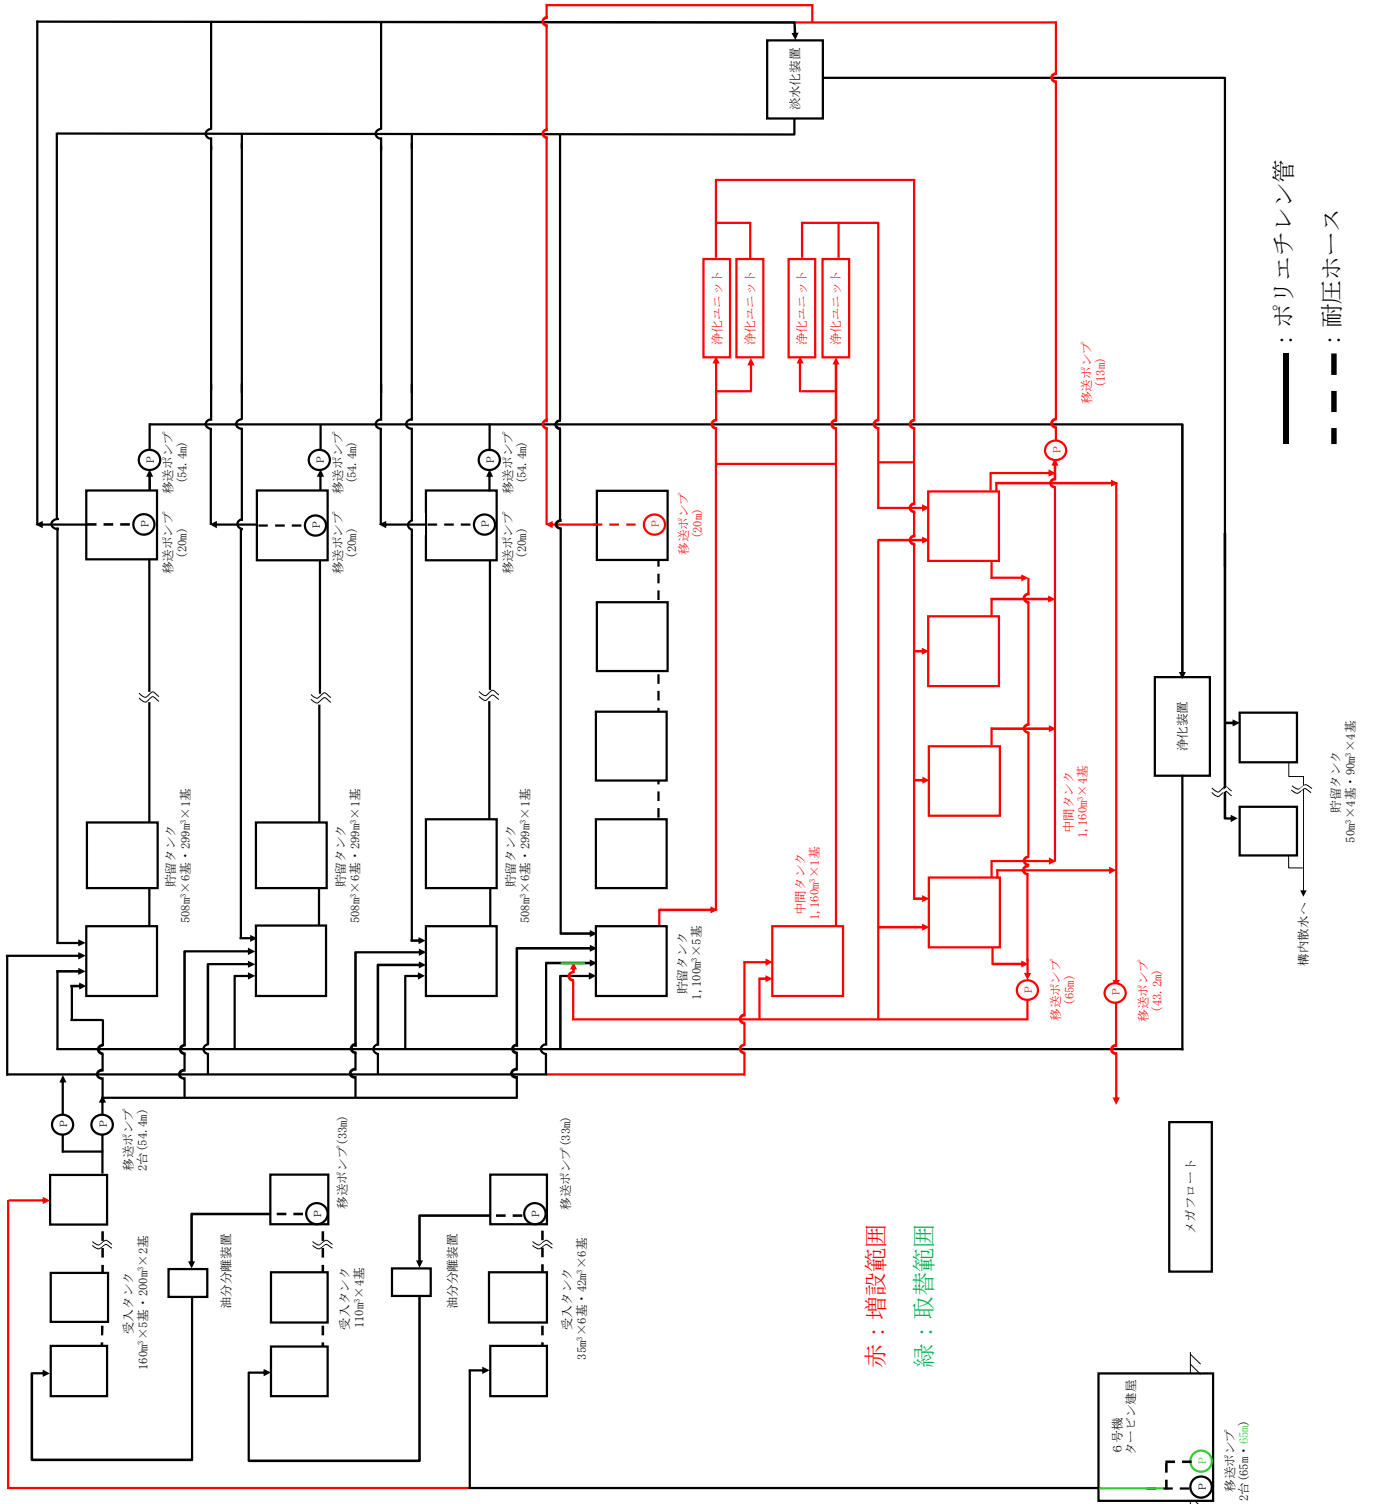 淡水化装置
浄化ユニット
浄化ユニット
浄化ユニット
浄化ユニット
：ポリエチレン管
：耐圧ホース
移送ポンプ
(13m)
P
移送ポンプ
(54.4m)
P
移送ポンプ
(54.4m)
P
移送ポンプ
(54.4m)
P
P
移送ポンプ
(20m)
P
移送ポンプ
(20m)
P
移送ポンプ
(20m)
P
移送ポンプ
(20m)
貯留タンク
508m³×6基・299m³×1基
貯留タンク
508m³×6基・299m³×1基
貯留タンク
508m³×6基・299m³×1基
貯留タンク
1,100m³×5基
中間タンク
1,160m³×1基
中間タンク
1,160m³×4基
浄化装置
貯留タンク
50m³×4基・90m³×4基
構内散水へ
P
移送ポンプ
(65m)
P
移送ポンプ
(43.2m)
P
P
移送ポンプ
2台(54.4m)
受入タンク
160m³×5基・200m³×2基
油分分離装置
P
移送ポンプ(33m)
受入タンク
110m³×4基
油分分離装置
P
移送ポンプ(33m)
受入タンク
35m³×6基・42m³×6基
メガフロート
赤：増設範囲
緑：取替範囲
6号機
タービン建屋
P
P
移送ポンプ
2台(65m・65m)